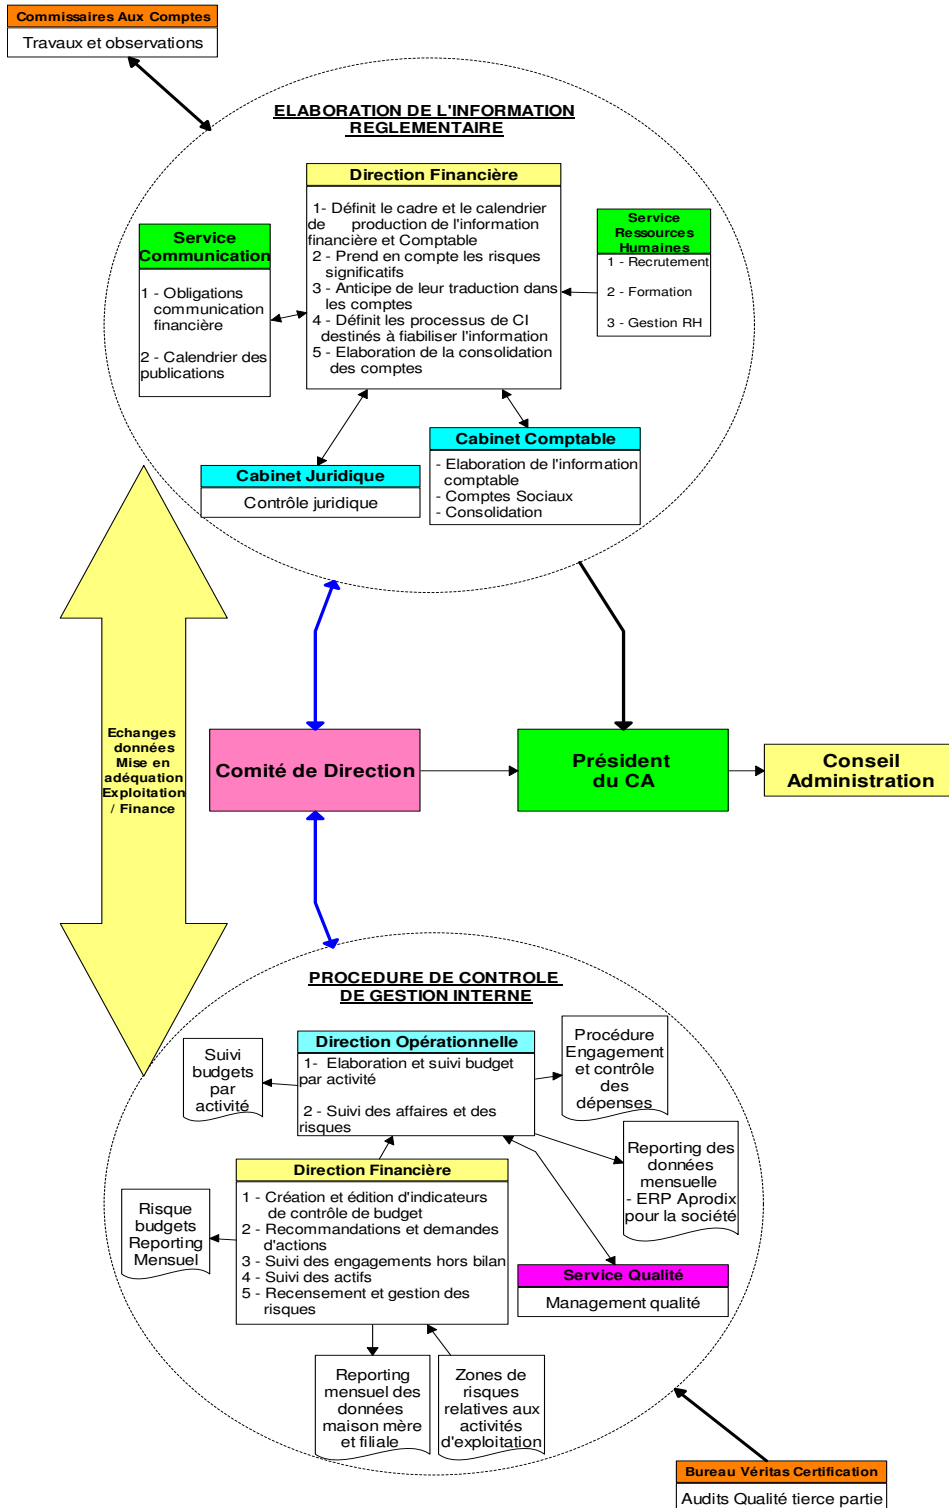 Commissaires Aux Comptes
Travaux et observations
ELABORATION DE L'INFORMATION
REGLEMENTAIRE
Direction Financière
1- Définit le cadre et le calendrier
de production de l'information
financière et Comptable
2 - Prend en compte les risques
significatifs
3 - Anticipe de leur traduction dans
les comptes
4 - Définit les processus de CI
destinés à fiabiliser l'information
5 - Elaboration de la consolidation
des comptes
Service
Communication
1 - Obligations
communication
financière
2 - Calendrier des
publications
Service
Ressources
Humaines
1 - Recrutement
2 - Formation
3 - Gestion RH
Cabinet Juridique
Contrôle juridique
Cabinet Comptable
- Elaboration de l'information
comptable
- Comptes Sociaux
- Consolidation
Echanges
données
Mise en
adéquation
Exploitation
/ Finance
Comité de Direction
Président
du CA
Conseil
Administration
PROCEDURE DE CONTROLE
DE GESTION INTERNE
Direction Opérationnelle
1- Elaboration et suivi budget
par activité
2 - Suivi des affaires et des
risques
Suivi
budgets
par
activité
Procédure
Engagement
et contrôle
des
dépenses
Reporting des
données
mensuelle
- ERP Aprodix
pour la société
Direction Financière
1 - Création et édition d'indicateurs
de contrôle de budget
2 - Recommandations et demandes
d'actions
3 - Suivi des engagements hors bilan
4 - Suivi des actifs
5 - Recensement et gestion des
risques
Risque
budgets
Reporting
Mensuel
Service Qualité
Management qualité
Reporting
mensuel des
données
maison mère
et filiale
Zones de
risques
relatives aux
activités
d'exploitation
Bureau Véritas Certification
Audits Qualité tierce partie